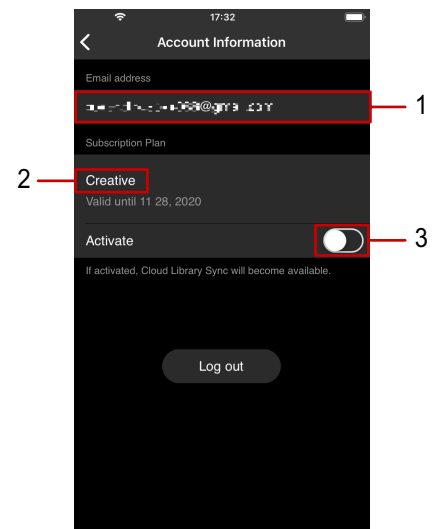 17:32
Account Information
Email address
1
Subscription Plan
2
Creative
Valid until 11 28, 2020
Activate
3
If activated, Cloud Library Sync will become available.
Log out